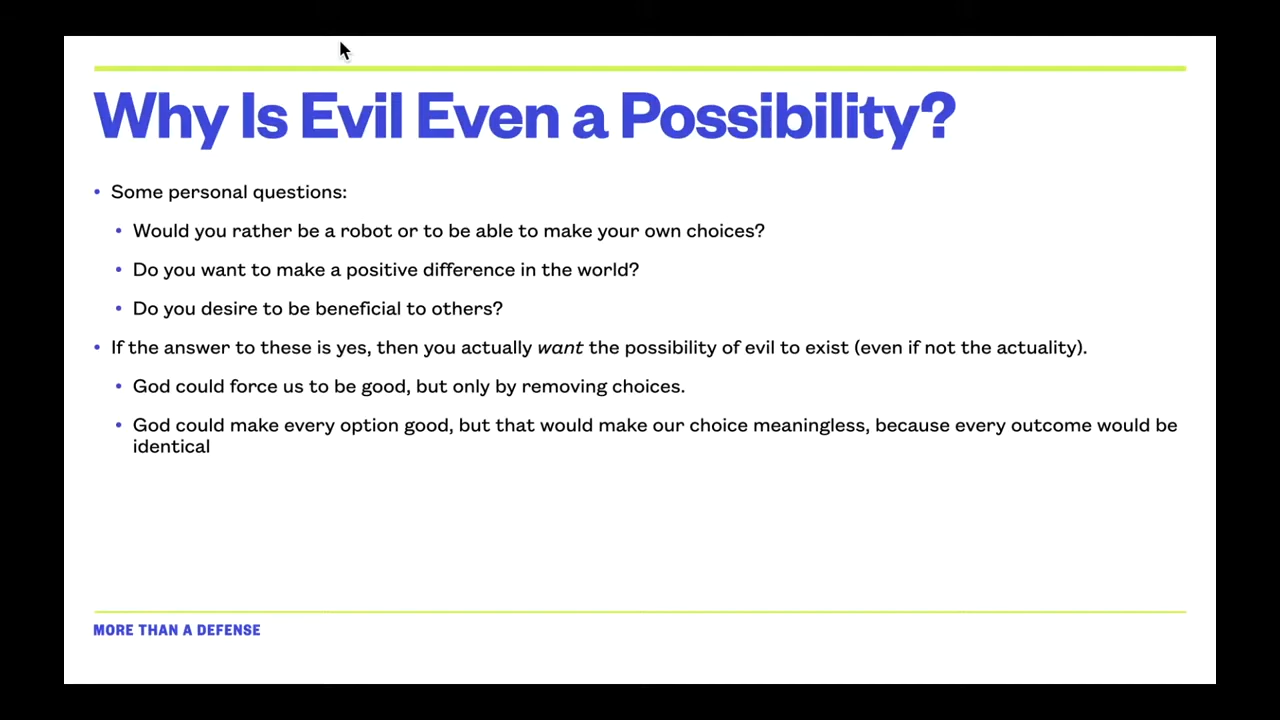 Why Is Evil Even a Possibility?
• Some personal questions:
• Would you rather be a robot or to be able to make your own choices?
• Do you want to make a positive difference in the world?
• Do you desire to be beneficial to others?
• If the answer to these is yes, then you actually want the possibility of evil to exist (even if not the actuality).
• God could force us to be good, but only by removing choices.
• God could make every option good, but that would make our choice meaningless, because every outcome would be
identical
MORE THAN A DEFENSE